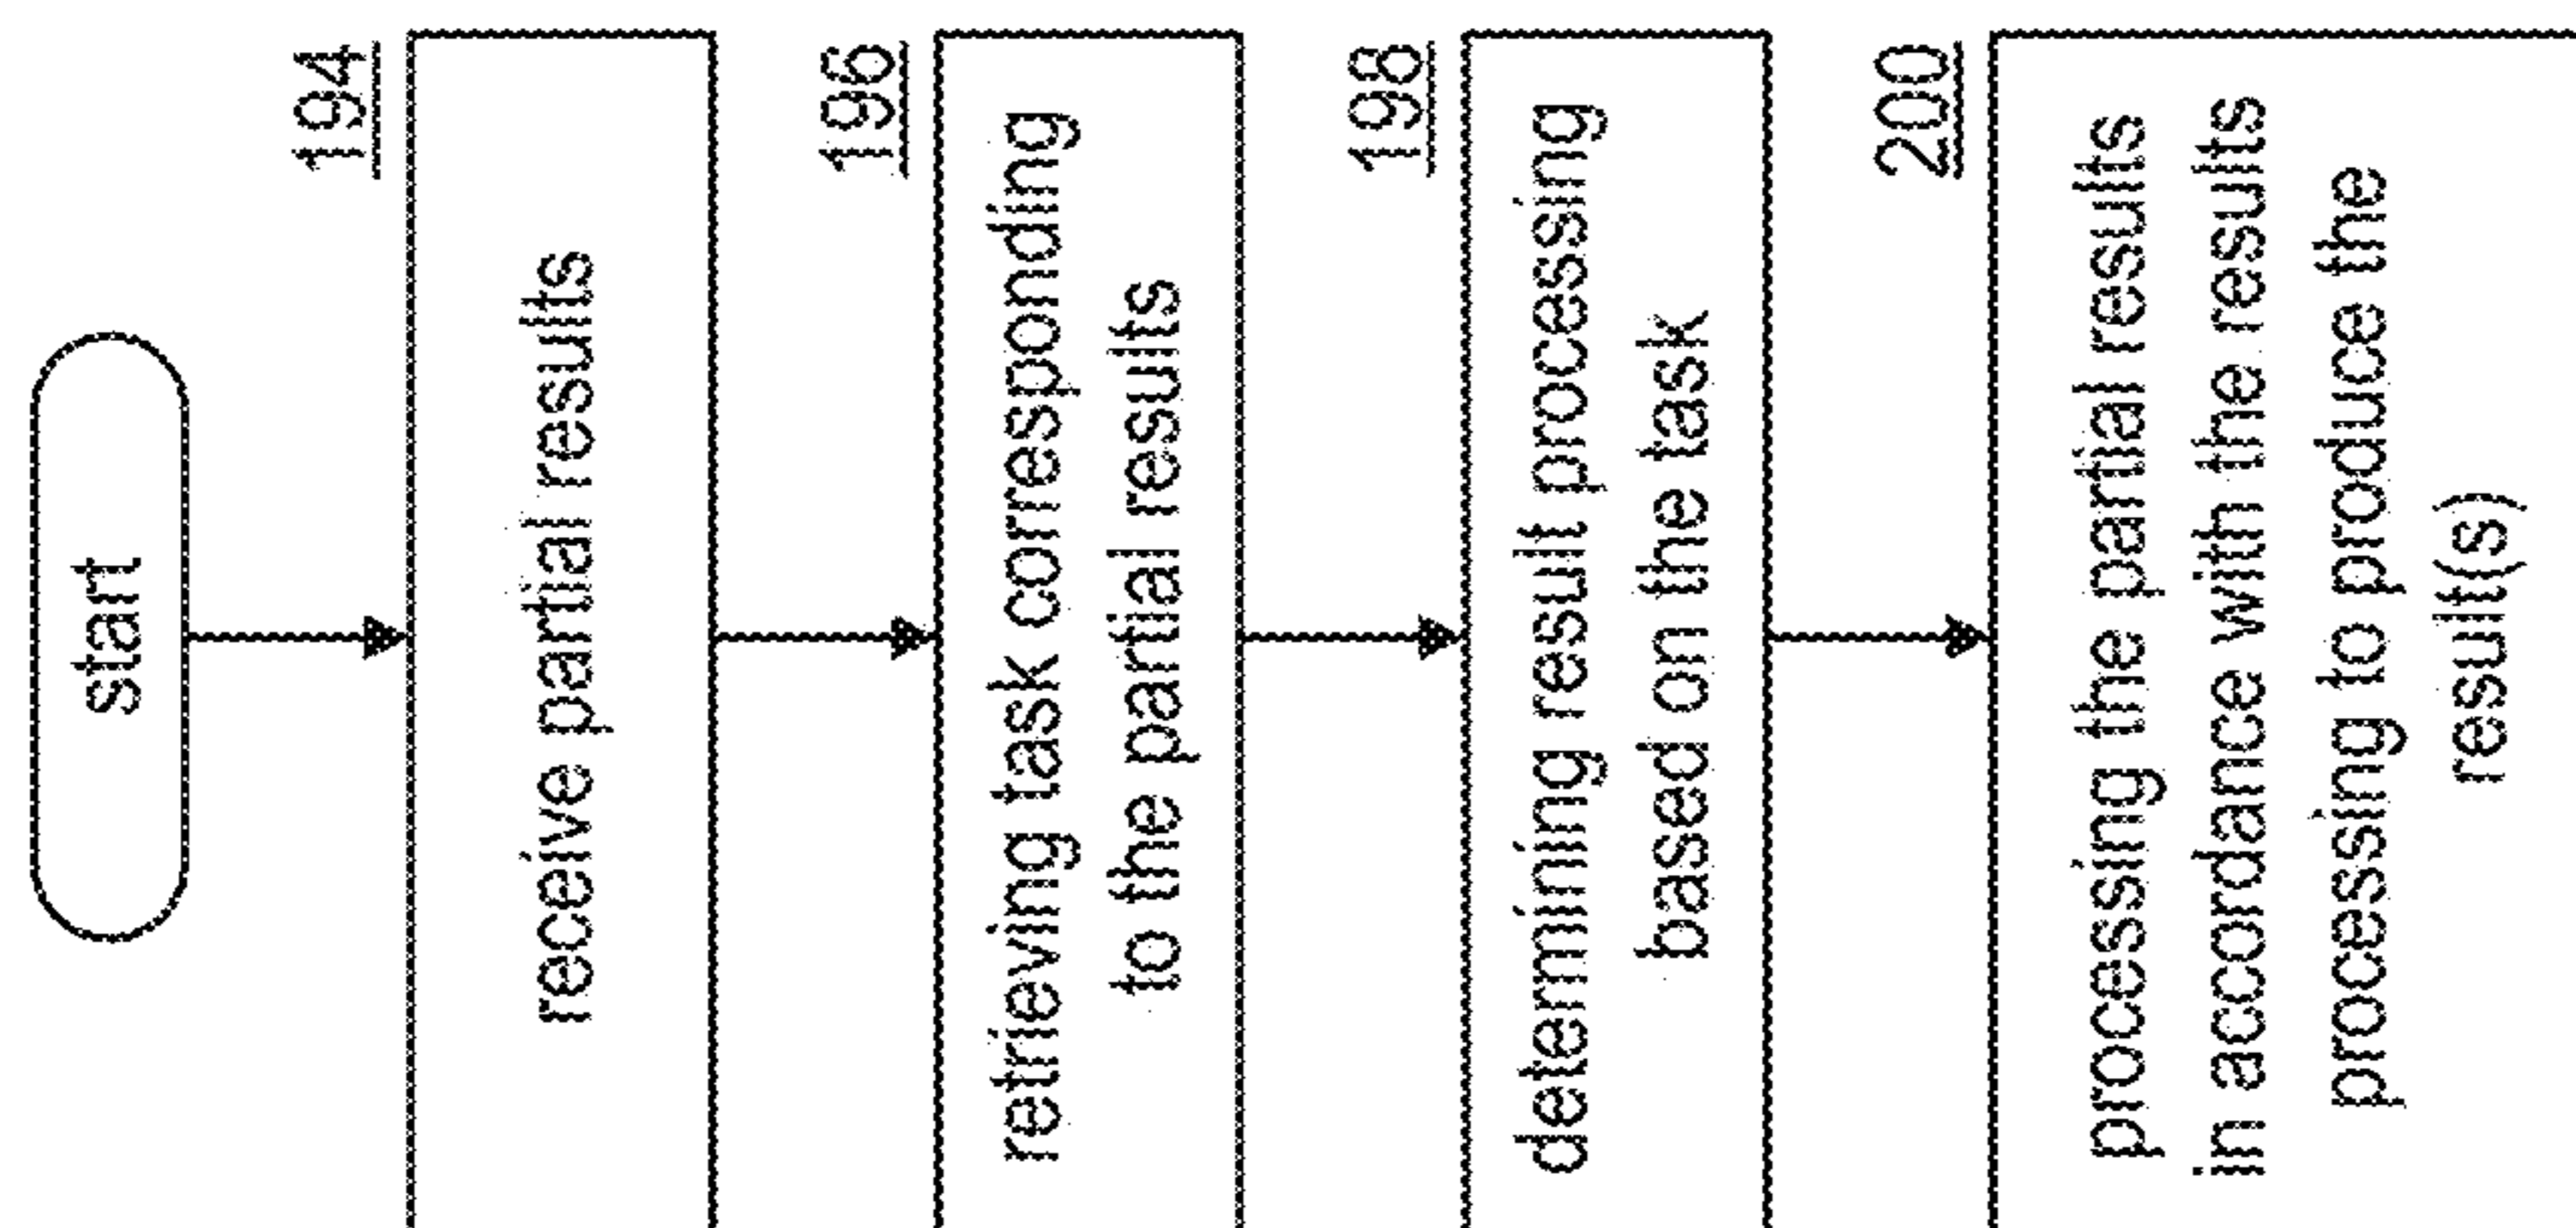 start
194
receive partial results
196
retrieving task corresponding
to the partial results
198
determining result processing
based on the task
200
processing the partial results
in accordance with the results
processing to produce the
result(s)